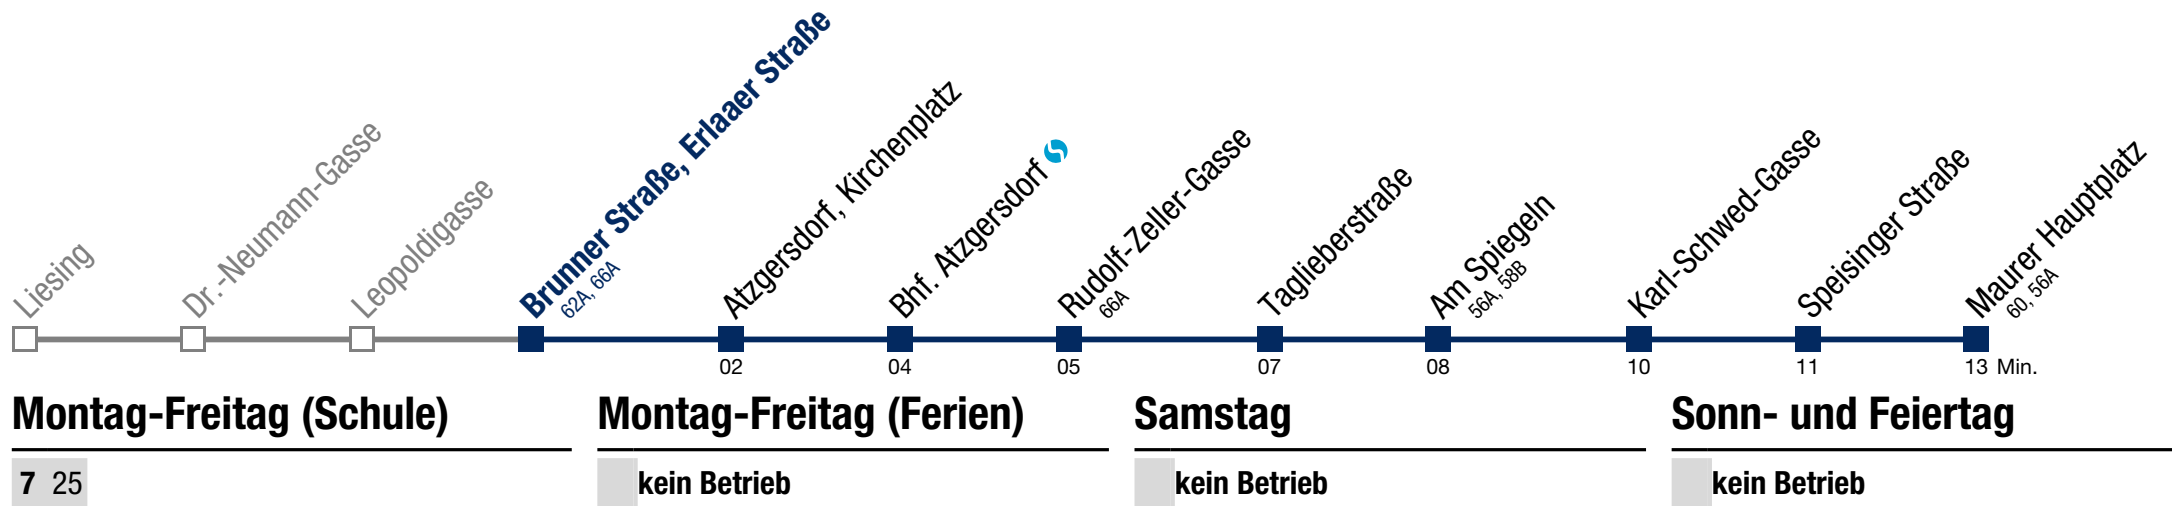 Liesing
Dr.-Neumann-Gasse
Leopoldigasse
Brunner Straße, Erlaaer Straße
62A, 66A
Atzgersdorf, Kirchenplatz
Bhf. Atzgersdorf
Rudolf-Zeller-Gasse
66A
Taglieberstraße
Am Spiegeln
56A, 58B
Karl-Schwed-Gasse
Speisinger Straße
Maurer Hauptplatz
60, 56A
02 04 05 07 08 10 11 13 Min.
Montag-Freitag (Schule)
7 25
Montag-Freitag (Ferien)
kein Betrieb
Samstag
kein Betrieb
Sonn- und Feiertag
kein Betrieb